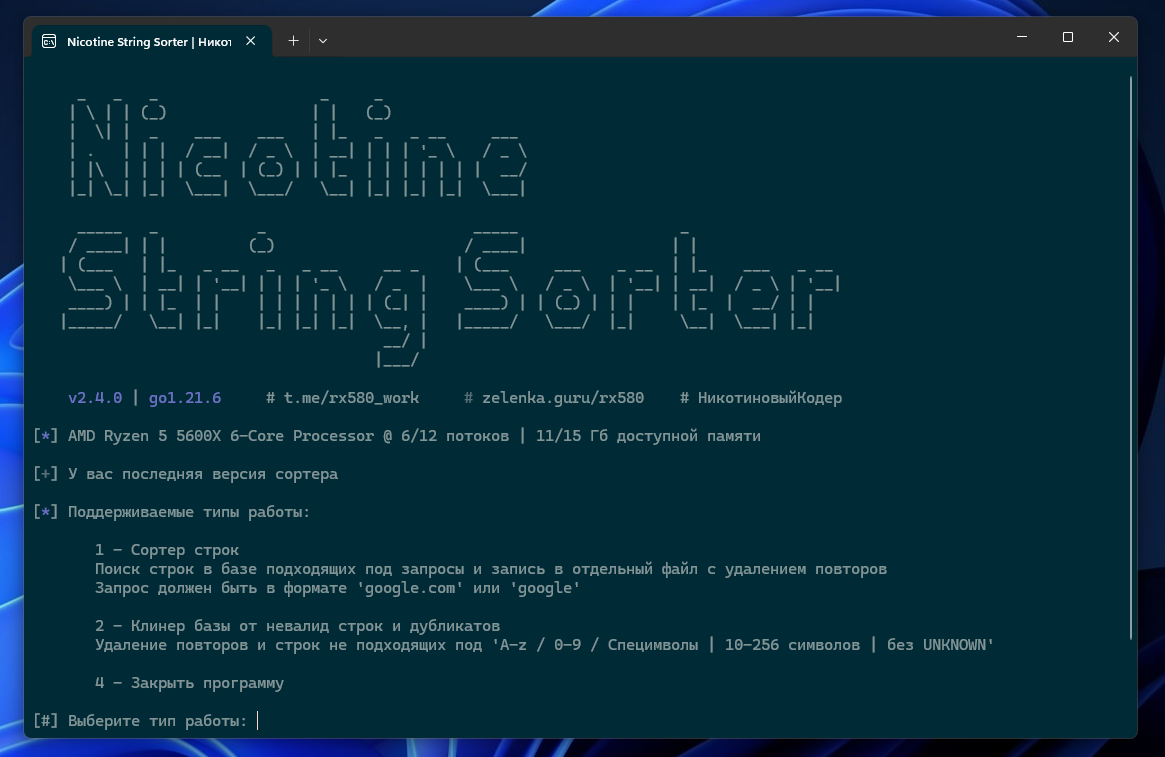 Nicotine String Sorter | Никот
Nicotine
String Sorter
v2.4.0 | go1.21.6 # t.me/rx580_work # zelenka.guru/rx580 # НикотиновыйКодер
[*] AMD Ryzen 5 5600X 6-Core Processor @ 6/12 потоков | 11/15 Гб доступной памяти
[+] У вас последняя версия сортера
[*] Поддерживаемые типы работы:
1 - Сортер строк
Поиск строк в базе подходящих под запросы и запись в отдельный файл с удалением повторов
Запрос должен быть в формате 'google.com' или 'google'
2 - Клинер базы от невалид строк и дубликатов
Удаление повторов и строк не подходящих под 'A-z / 0-9 / Специмволы | 10-256 символов | без UNKNOWN'
4 - Закрыть программу
[#] Выберите тип работы: